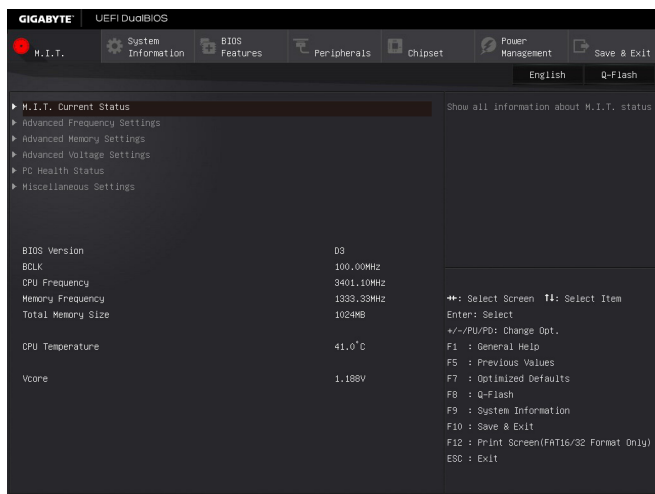 GIGABYTE™ UEFI DualBIOS
M.I.T.
System Information
BIOS Features
Peripherals
Chipset
Power Management
Save & Exit
English Q-Flash
M.I.T. Current Status
Advanced Frequency Settings
Advanced Memory Settings
Advanced Voltage Settings
PC Health Status
Miscellaneous Settings
Show all information about M.I.T. status
BIOS Version D3
BCLK 100.00MHz
CPU Frequency 3401.10MHz
Memory Frequency 1333.33MHz
Total Memory Size 1024MB
CPU Temperature 41.0°C
Vcore 1.188V
→←: Select Screen ↑↓: Select Item
Enter: Select
+/-/PU/PD: Change Opt.
F1 : General Help
F5 : Previous Values
F7 : Optimized Defaults
F8 : Q-Flash
F9 : System Information
F10 : Save & Exit
F12 : Print Screen(FAT16/32 Format Only)
ESC : Exit